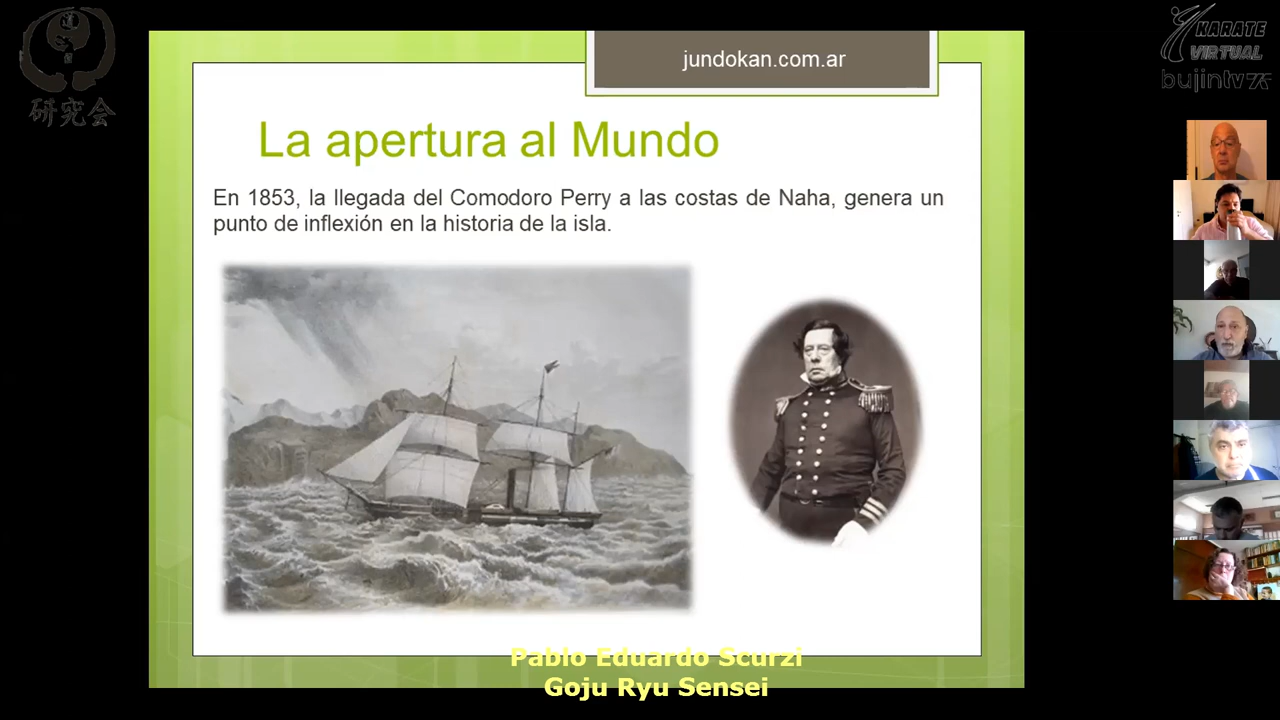 道
研究会
KARATE
VIRTUAL
bujintv
jundokan.com.ar
La apertura al Mundo
En 1853, la llegada del Comodoro Perry a las costas de Naha, genera un
punto de inflexión en la historia de la isla.
Pablo Eduardo Scurzi
Goju Ryu Sensei